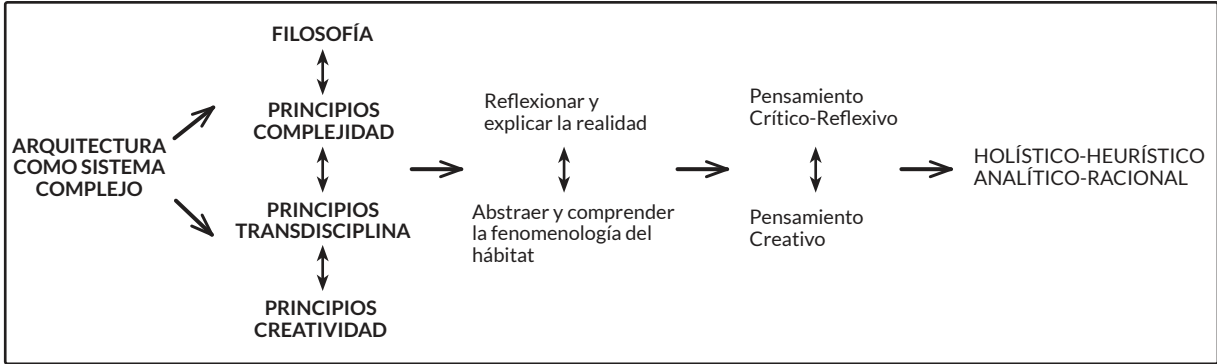 ARQUITECTURA
COMO SISTEMA
COMPLEJO
FILOSOFÍA
PRINCIPIOS
COMPLEJIDAD
PRINCIPIOS
TRANSDISCIPLINA
PRINCIPIOS
CREATIVIDAD
Reflexionar y
explicar la realidad
Abstraer y comprender
la fenomenología del
hábitat
Pensamiento
Crítico-Reflexivo
Pensamiento
Creativo
HOLÍSTICO-HEURÍSTICO
ANALÍTICO-RACIONAL